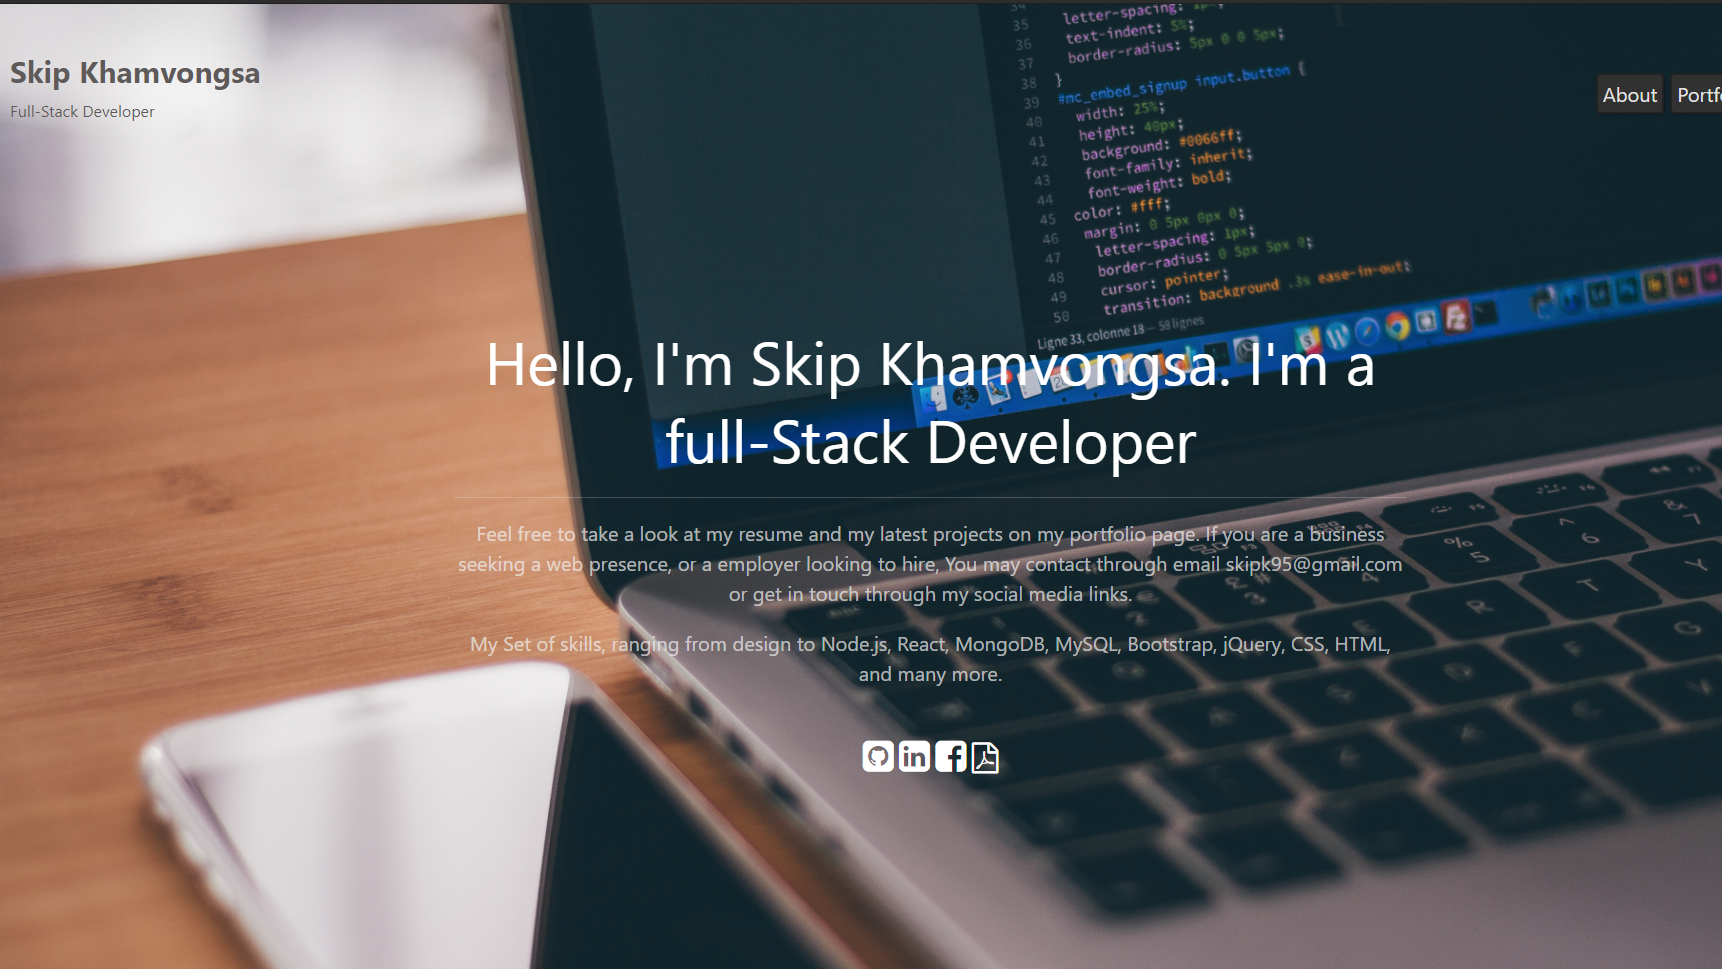 Skip Khamvongsa
Full-Stack Developer
About
Portfo
34
35 letter-spacing: 1px;
36 text-indent: 5%;
37 border-radius: 5px 0 0 5px;
38 }
39 #mc_embed_signup input.button {
40 width: 25%;
41 height: 40px;
42 background: #0066ff;
43 font-family: inherit;
44 font-weight: bold;
45 color: #fff;
46 margin: 0 5px 0px 0;
47 letter-spacing: 1px;
48 border-radius: 0 5px 5px 0;
49 cursor: pointer;
50 transition: background .3s ease-in-out;
Ligne 33, colonne 18 — 58 lignes
Hello, I'm Skip Khamvongsa. I'm a
full-Stack Developer
Feel free to take a look at my resume and my latest projects on my portfolio page. If you are a business
seeking a web presence, or a employer looking to hire, You may contact through email skipk95@gmail.com
or get in touch through my social media links.
My Set of skills, ranging from design to Node.js, React, MongoDB, MySQL, Bootstrap, jQuery, CSS, HTML,
and many more.
in